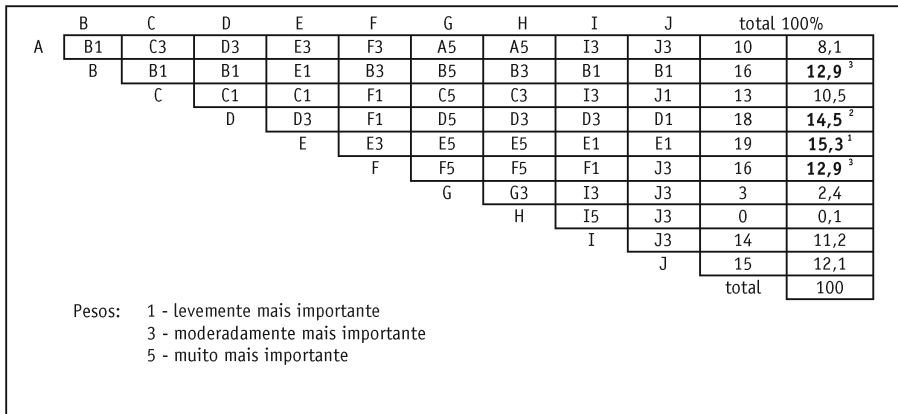 B C D E F G H I J total 100%
A B1 C3 D3 E3 F3 A5 A5 I3 J3 10 8,1
B B1 B1 E1 B3 B5 B3 B1 B1 16 12,9 3
C C1 C1 F1 C5 C3 I3 J1 13 10,5
D D3 F1 D5 D3 D3 D1 18 14,5 2
E E3 E5 E5 E1 E1 19 15,3 1
F F5 F5 F1 J3 16 12,9 3
G G3 I3 J3 3 2,4
H I5 J3 0 0,1
I J3 14 11,2
J 15 12,1
total 100
Pesos: 1 - levemente mais importante
3 - moderadamente mais importante
5 - muito mais importante